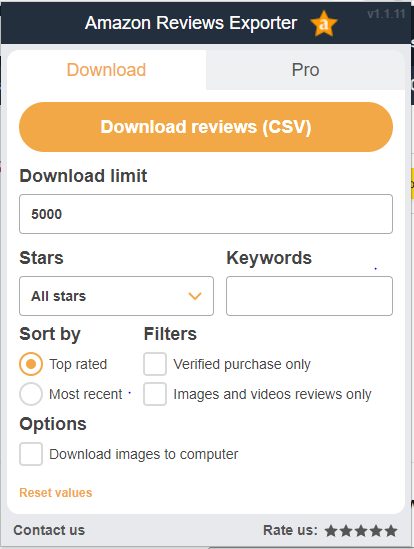 Amazon Reviews Exporter a v1.1.11
Download Pro
Download reviews (CSV)
Download limit
5000
Stars Keywords
All stars
Sort by Filters
Top rated Verified purchase only
Most recent Images and videos reviews only
Options
Download images to computer
Reset values
Contact us Rate us: